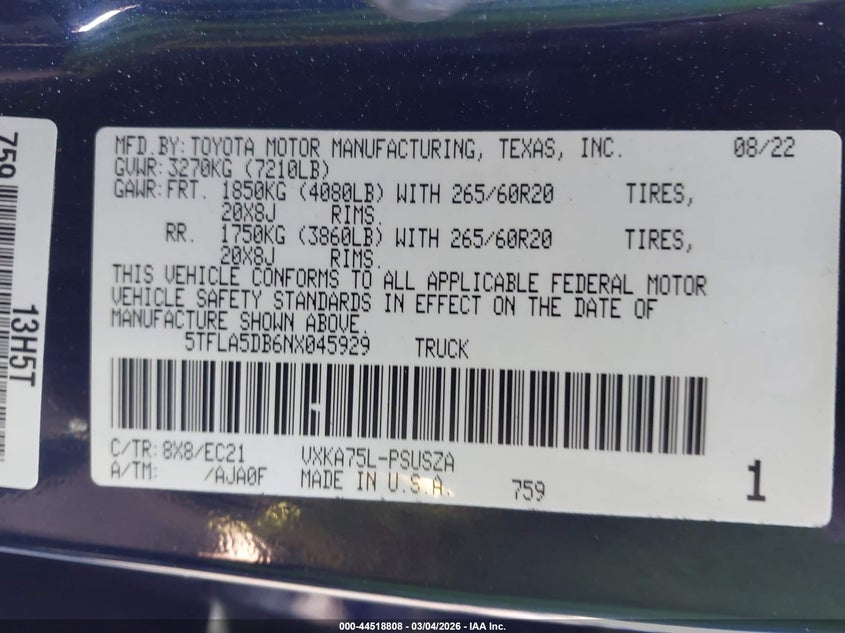 MFD.BY: TOYOTA MOTOR MANUFACTURING, TEXAS, INC. 08/22
GVWR: 3270KG (7210LB)
GAWR: FRT. 1850KG (4080LB) WITH 265/60R20 TIRES,
20X8J RIMS.
RR. 1750KG (3860LB) WITH 265/60R20 TIRES,
20X8J RIMS.
THIS VEHICLE CONFORMS TO ALL APPLICABLE FEDERAL MOTOR
VEHICLE SAFETY STANDARDS IN EFFECT ON THE DATE OF
MANUFACTURE SHOWN ABOVE.
5TFLA5DB6NX045929 TRUCK
C/TR: 8X8/EC21 VXKA75L-PSUSZA
A/TM: /AJA0F MADE IN U.S.A. 759 1
759
13H5T
000-44518808 - 03/04/2026 - IAA Inc.